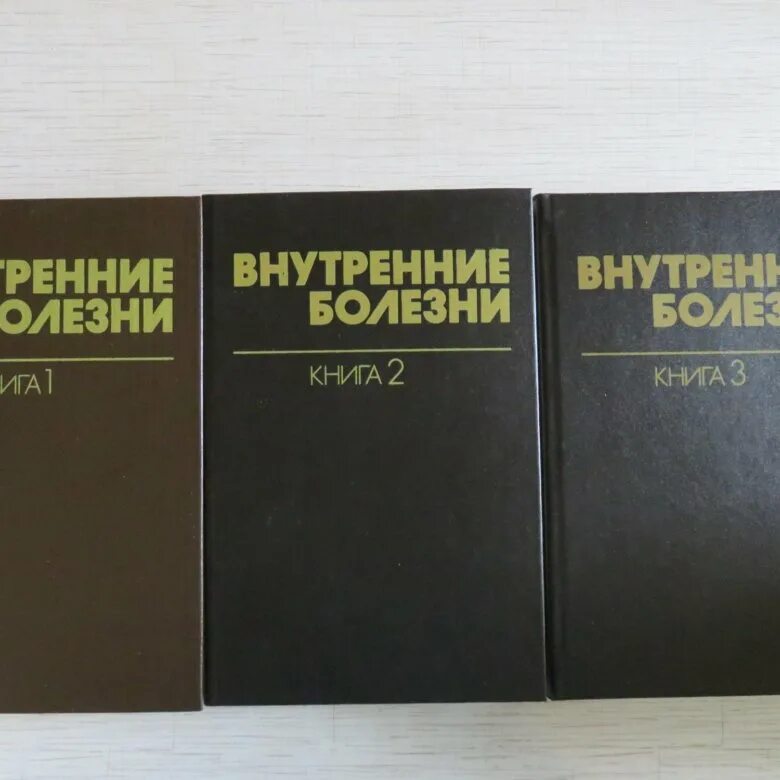 ТРЕННИЕ
ОЛЕЗНИ
ИГА 1
ВНУТРЕННИЕ
БОЛЕЗНИ
КНИГА 2
ВНУТРЕНН
БОЛЕЗ
КНИГА 3